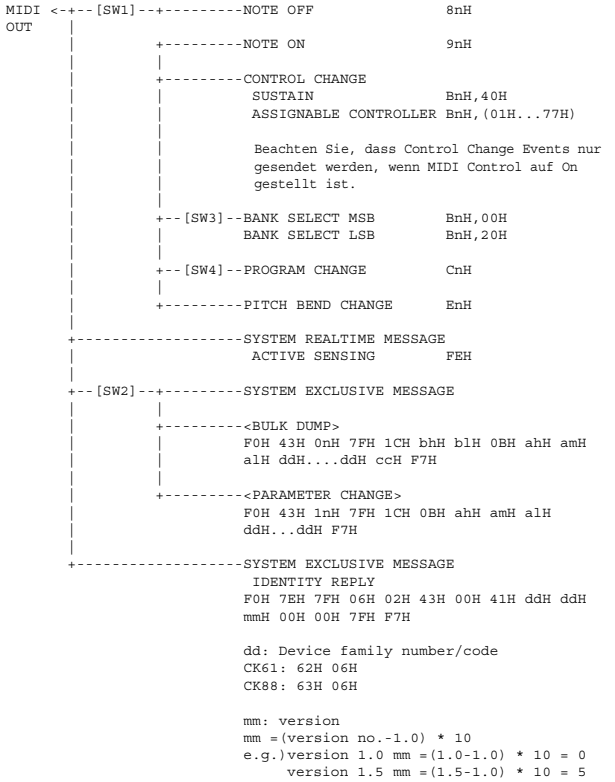 MIDI <-+--[SW1]--+---------NOTE OFF 8nH
OUT
+---------NOTE ON 9nH
+---------CONTROL CHANGE
SUSTAIN BnH,40H
ASSIGNABLE CONTROLLER BnH,(01H...77H)
Beachten Sie, dass Control Change Events nur
gesendet werden, wenn MIDI Control auf On
gestellt ist.
+--[SW3]--BANK SELECT MSB BnH,00H
BANK SELECT LSB BnH,20H
+--[SW4]--PROGRAM CHANGE CnH
+---------PITCH BEND CHANGE EnH
+-------------------SYSTEM REALTIME MESSAGE
ACTIVE SENSING FEH
+--[SW2]--+---------SYSTEM EXCLUSIVE MESSAGE
+---------<BULK DUMP>
F0H 43H 0nH 7FH 1CH bhH blH 0BH ahH amH
alH ddH....ddH ccH F7H
+---------<PARAMETER CHANGE>
F0H 43H 1nH 7FH 1CH 0BH ahH amH alH
ddH...ddH F7H
+-------------------SYSTEM EXCLUSIVE MESSAGE
IDENTITY REPLY
F0H 7EH 7FH 06H 02H 43H 00H 41H ddH ddH
mmH 00H 00H 7FH F7H
dd: Device family number/code
CK61: 62H 06H
CK88: 63H 06H
mm: version
mm =(version no.-1.0) * 10
e.g.)version 1.0 mm =(1.0-1.0) * 10 = 0
version 1.5 mm =(1.5-1.0) * 10 = 5